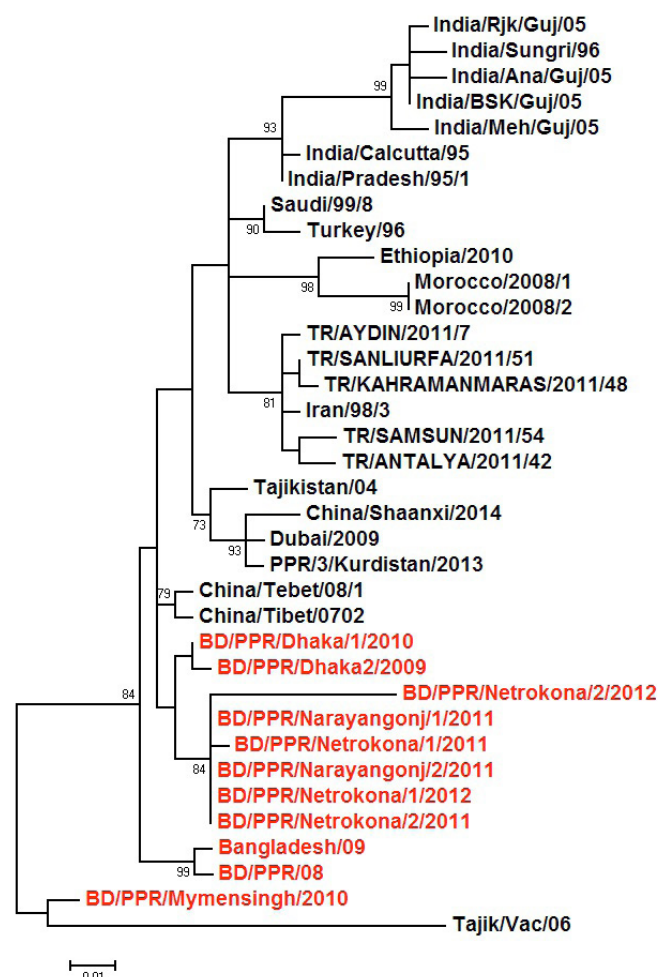 India/Rjk/Guj/05
India/Sungri/96
99
India/Ana/Guj/05
India/BSK/Guj/05
India/Meh/Guj/05
93
India/Calcutta/95
India/Pradesh/95/1
Saudi/99/8
90
Turkey/96
Ethiopia/2010
98
Morocco/2008/1
99
Morocco/2008/2
TR/AYDIN/2011/7
TR/SANLIURFA/2011/51
TR/KAHRAMANMARAS/2011/48
81
Iran/98/3
TR/SAMSUN/2011/54
TR/ANTALYA/2011/42
Tajikistan/04
China/Shaanxi/2014
73
Dubai/2009
93
PPR/3/Kurdistan/2013
79
China/Tebet/08/1
China/Tibet/0702
BD/PPR/Dhaka/1/2010
BD/PPR/Dhaka2/2009
84
BD/PPR/Netrokona/2/2012
BD/PPR/Narayangonj/1/2011
BD/PPR/Netrokona/1/2011
84
BD/PPR/Narayangonj/2/2011
BD/PPR/Netrokona/1/2012
BD/PPR/Netrokona/2/2011
Bangladesh/09
99
BD/PPR/08
BD/PPR/Mymensingh/2010
Tajik/Vac/06
0.01